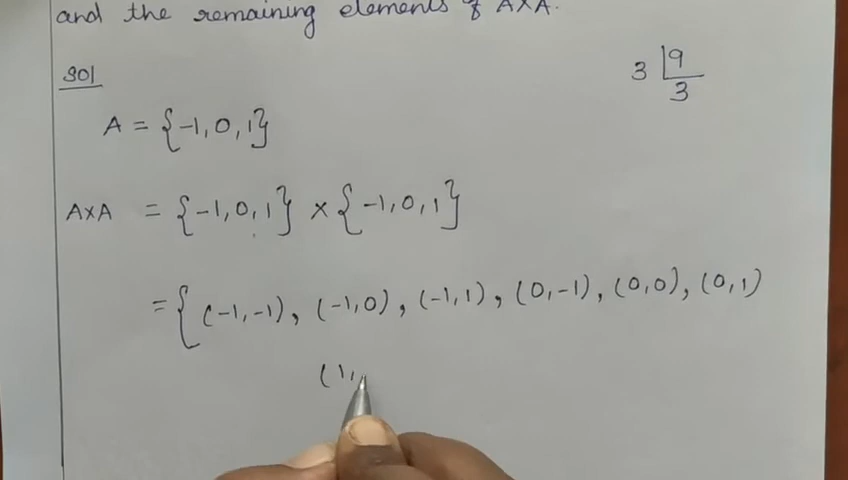 and the remaining elements of A×A.
Sol
3 |9
3
A = {-1, 0, 1}
A×A = {-1, 0, 1} × {-1, 0, 1}
= { (-1, -1), (-1, 0), (-1, 1), (0, -1), (0, 0), (0, 1)
(1,